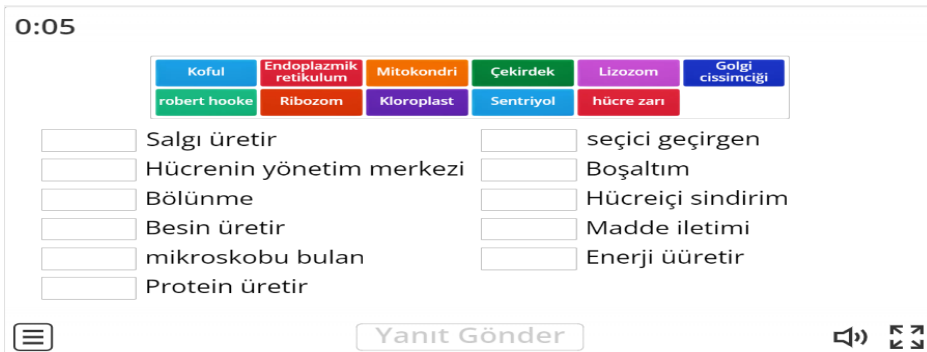 0:05
Koful
Endoplazmik
retikulum
Mitokondri
Çekirdek
Lizozom
Golgi
cissimciği
robert hooke
Ribozom
Kloroplast
Sentriyol
hücre zarı
Salgı üretir
Hücrenin yönetim merkezi
Bölünme
Besin üretir
mikroskobu bulan
Protein üretir
seçici geçirgen
Boşaltım
Hücreiçi sindirim
Madde iletimi
Enerji üüretir
Yanıt Gönder